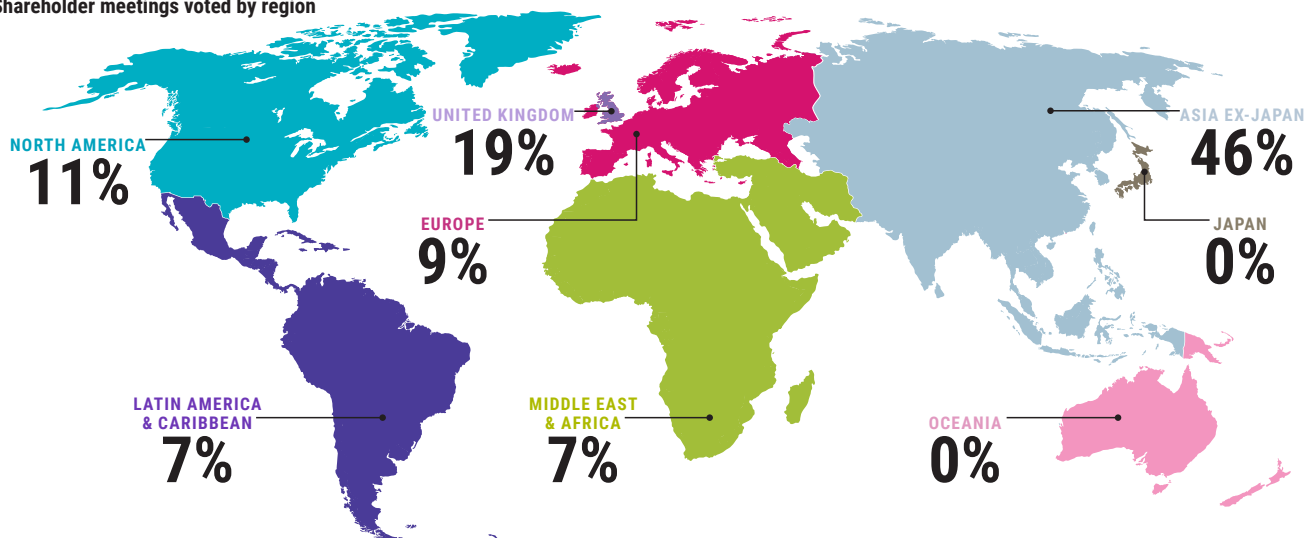 Shareholder meetings voted by region
NORTH AMERICA
11%
UNITED KINGDOM
19%
EUROPE
9%
ASIA EX-JAPAN
46%
JAPAN
0%
LATIN AMERICA
& CARIBBEAN
7%
MIDDLE EAST
& AFRICA
7%
OCEANIA
0%